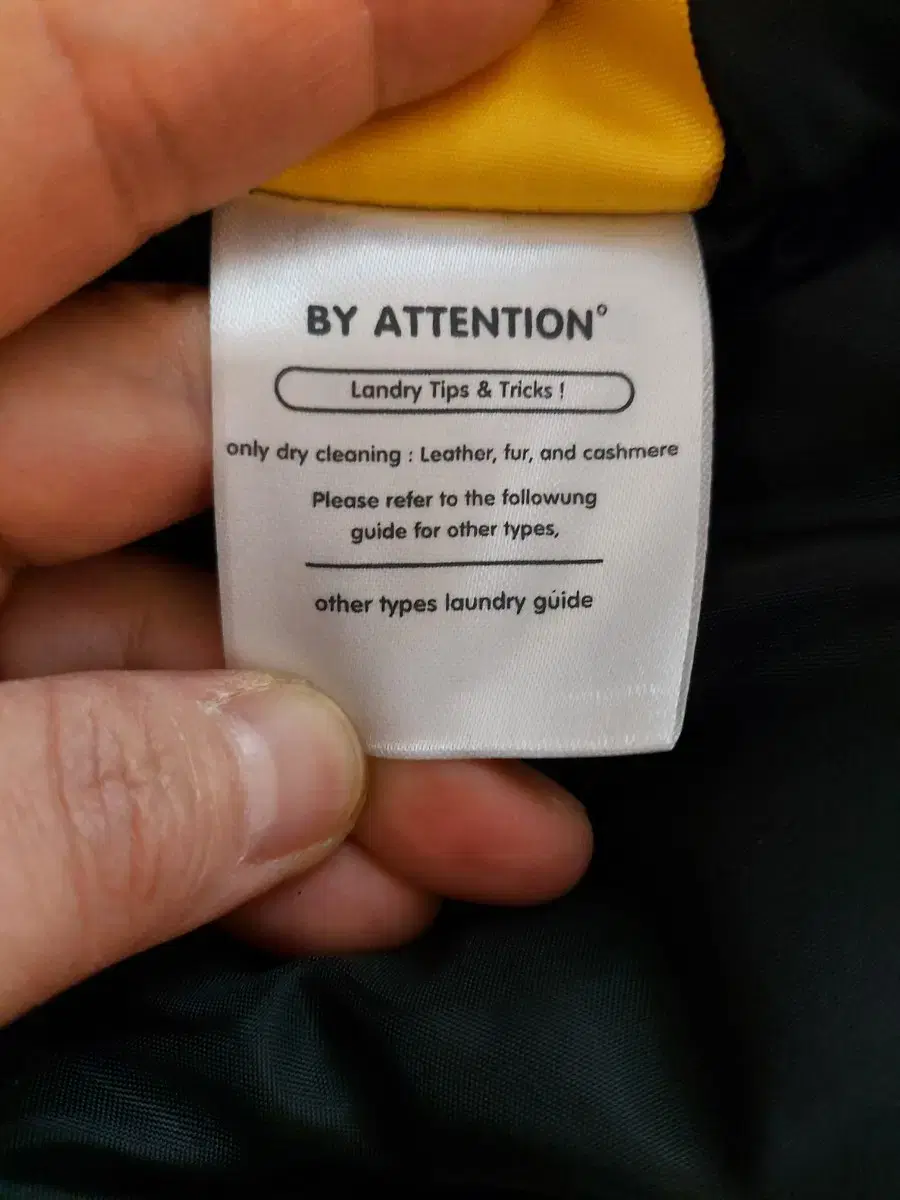 BY ATTENTION°
Landry Tips & Tricks !
only dry cleaning : Leather, fur, and cashmere
Please refer to the followung
guide for other types,
other types laundry guide